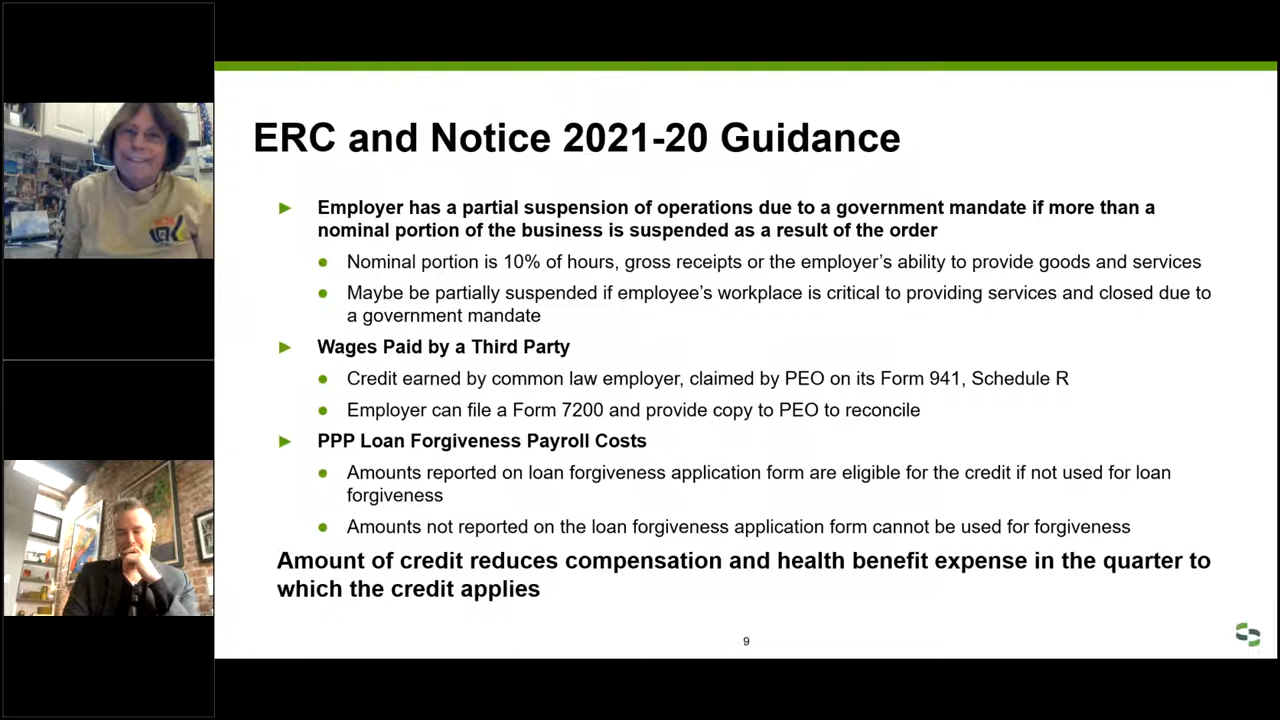 ERC and Notice 2021-20 Guidance
► Employer has a partial suspension of operations due to a government mandate if more than a
nominal portion of the business is suspended as a result of the order
● Nominal portion is 10% of hours, gross receipts or the employer's ability to provide goods and services
● Maybe be partially suspended if employee's workplace is critical to providing services and closed due to
a government mandate
► Wages Paid by a Third Party
● Credit earned by common law employer, claimed by PEO on its Form 941, Schedule R
● Employer can file a Form 7200 and provide copy to PEO to reconcile
► PPP Loan Forgiveness Payroll Costs
● Amounts reported on loan forgiveness application form are eligible for the credit if not used for loan
forgiveness
● Amounts not reported on the loan forgiveness application form cannot be used for forgiveness
Amount of credit reduces compensation and health benefit expense in the quarter to
which the credit applies
9